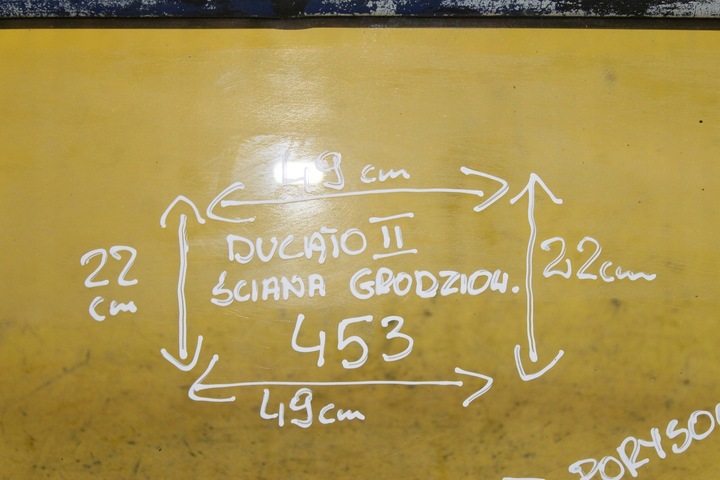 49 cm
22 cm
DUCATO II
ŚCIANA GRODZIOW.
453
22cm
49cm